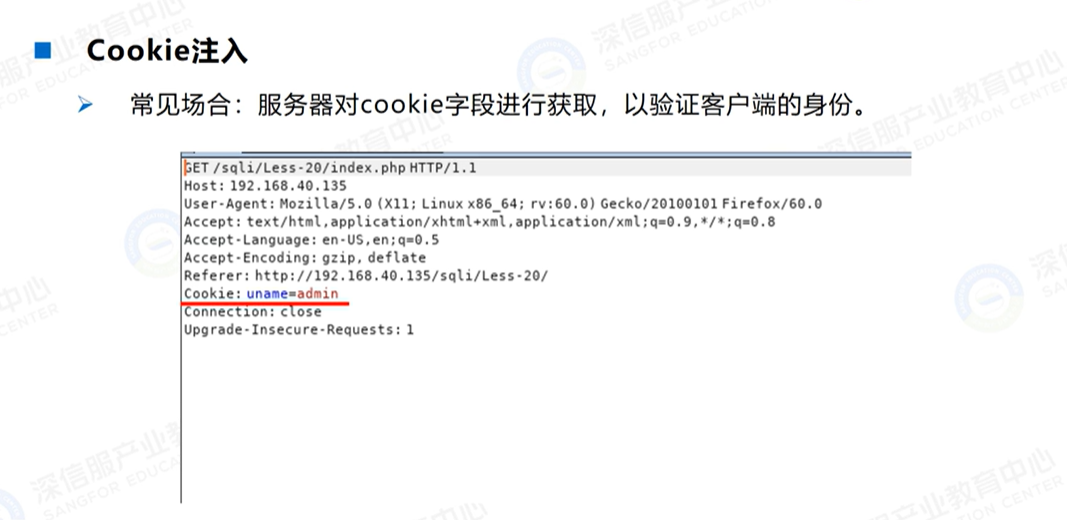 Cookie注入
常见场合：服务器对cookie字段进行获取，以验证客户端的身份。
GET /sqli/Less-20/index.php HTTP/1.1
Host: 192.168.40.135
User-Agent: Mozilla/5.0 (X11; Linux x86_64; rv:60.0) Gecko/20100101 Firefox/60.0
Accept: text/html,application/xhtml+xml,application/xml;q=0.9,*/*;q=0.8
Accept-Language: en-US,en;q=0.5
Accept-Encoding: gzip, deflate
Referer: http://192.168.40.135/sqli/Less-20/
Cookie: uname=admin
Connection: close
Upgrade-Insecure-Requests: 1
深信服产业教育中心
SANGFOR EDUCATION CENTER